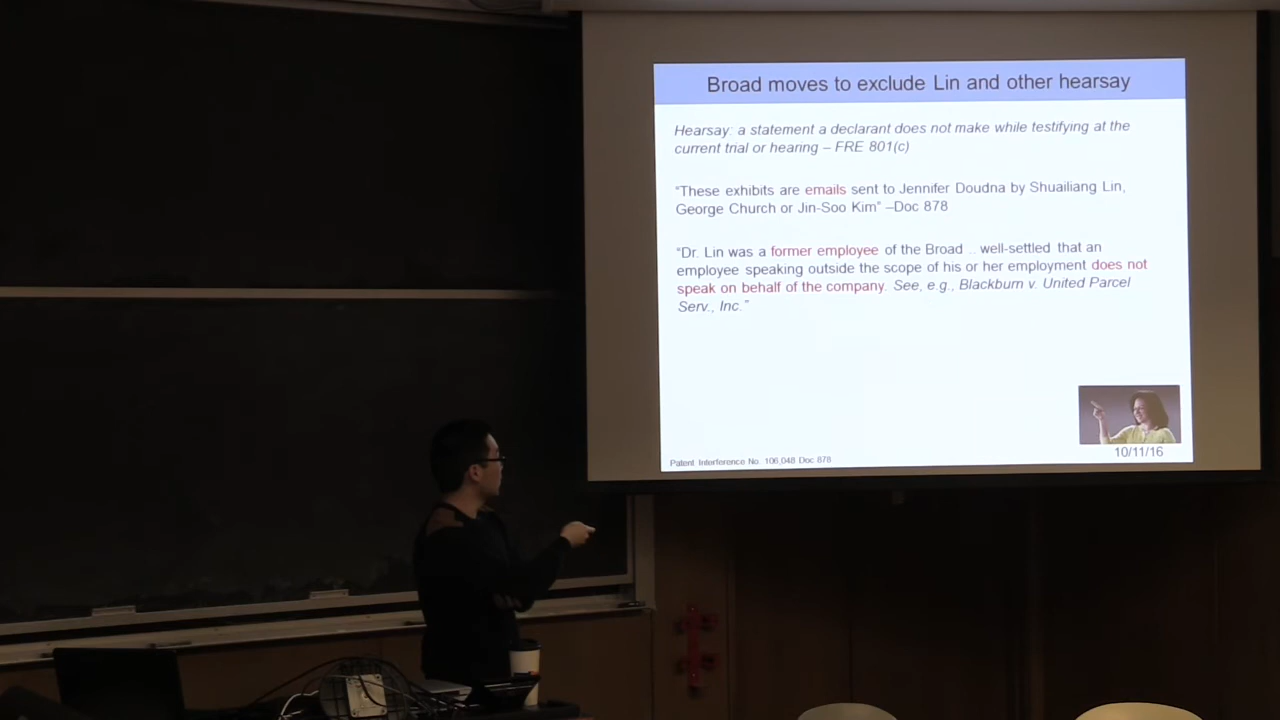 Broad moves to exclude Lin and other hearsay
Hearsay: a statement a declarant does not make while testifying at the
current trial or hearing – FRE 801(c)
“These exhibits are emails sent to Jennifer Doudna by Shuailiang Lin,
George Church or Jin-Soo Kim” –Doc 878
“Dr. Lin was a former employee of the Broad .. well-settled that an
employee speaking outside the scope of his or her employment does not
speak on behalf of the company. See, e.g., Blackburn v. United Parcel
Serv., Inc.”
10/11/16
Patent Interference No. 106,048 Doc 878